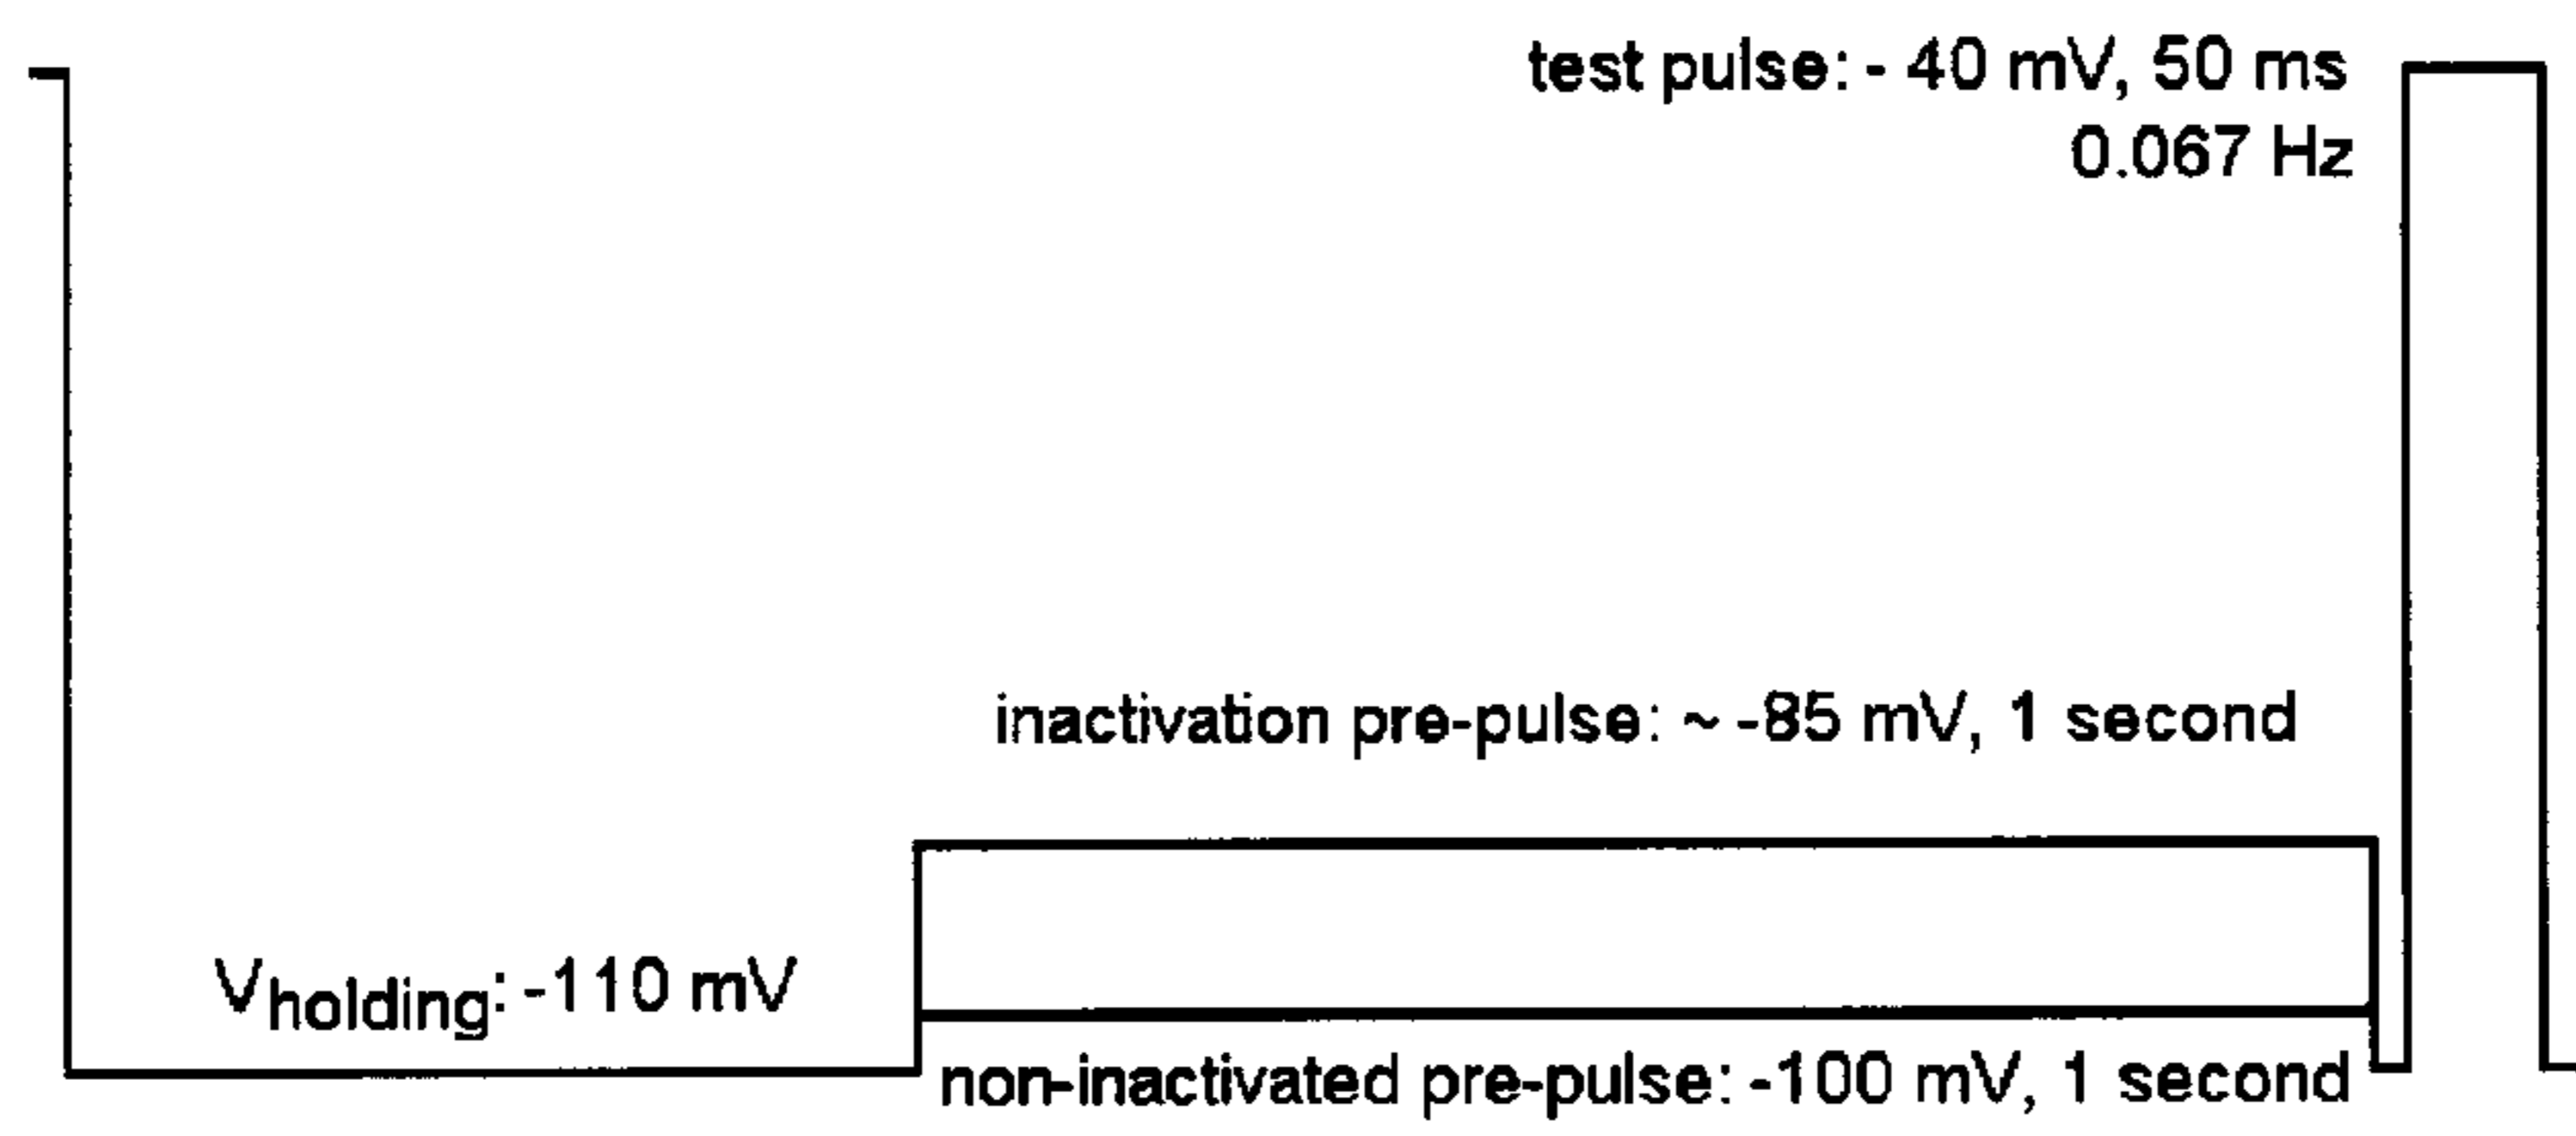 test pulse: - 40 mV, 50 ms
0.067 Hz
inactivation pre-pulse: ~ -85 mV, 1 second
Vholding: -110 mV
non-inactivated pre-pulse: -100 mV, 1 second